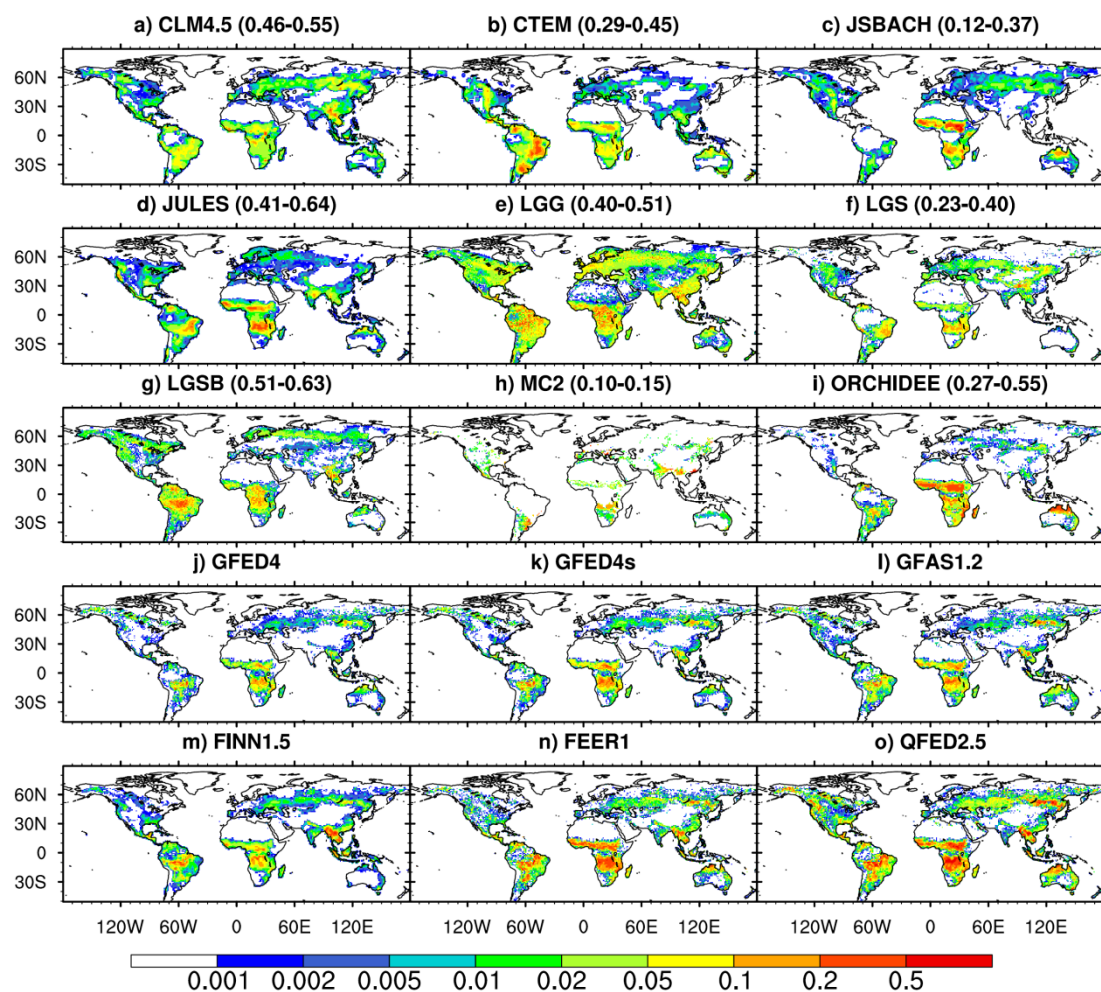 a) CLM4.5 (0.46-0.55) b) CTEM (0.29-0.45) c) JSBACH (0.12-0.37)
60N
30N
0
30S
d) JULES (0.41-0.64) e) LGG (0.40-0.51) f) LGS (0.23-0.40)
60N
30N
0
30S
g) LGSB (0.51-0.63) h) MC2 (0.10-0.15) i) ORCHIDEE (0.27-0.55)
60N
30N
0
30S
j) GFED4 k) GFED4s l) GFAS1.2
60N
30N
0
30S
m) FINN1.5 n) FEER1 o) QFED2.5
60N
30N
0
30S
120W 60W 0 60E 120E 120W 60W 0 60E 120E 120W 60W 0 60E 120E
0.001 0.002 0.005 0.01 0.02 0.05 0.1 0.2 0.5